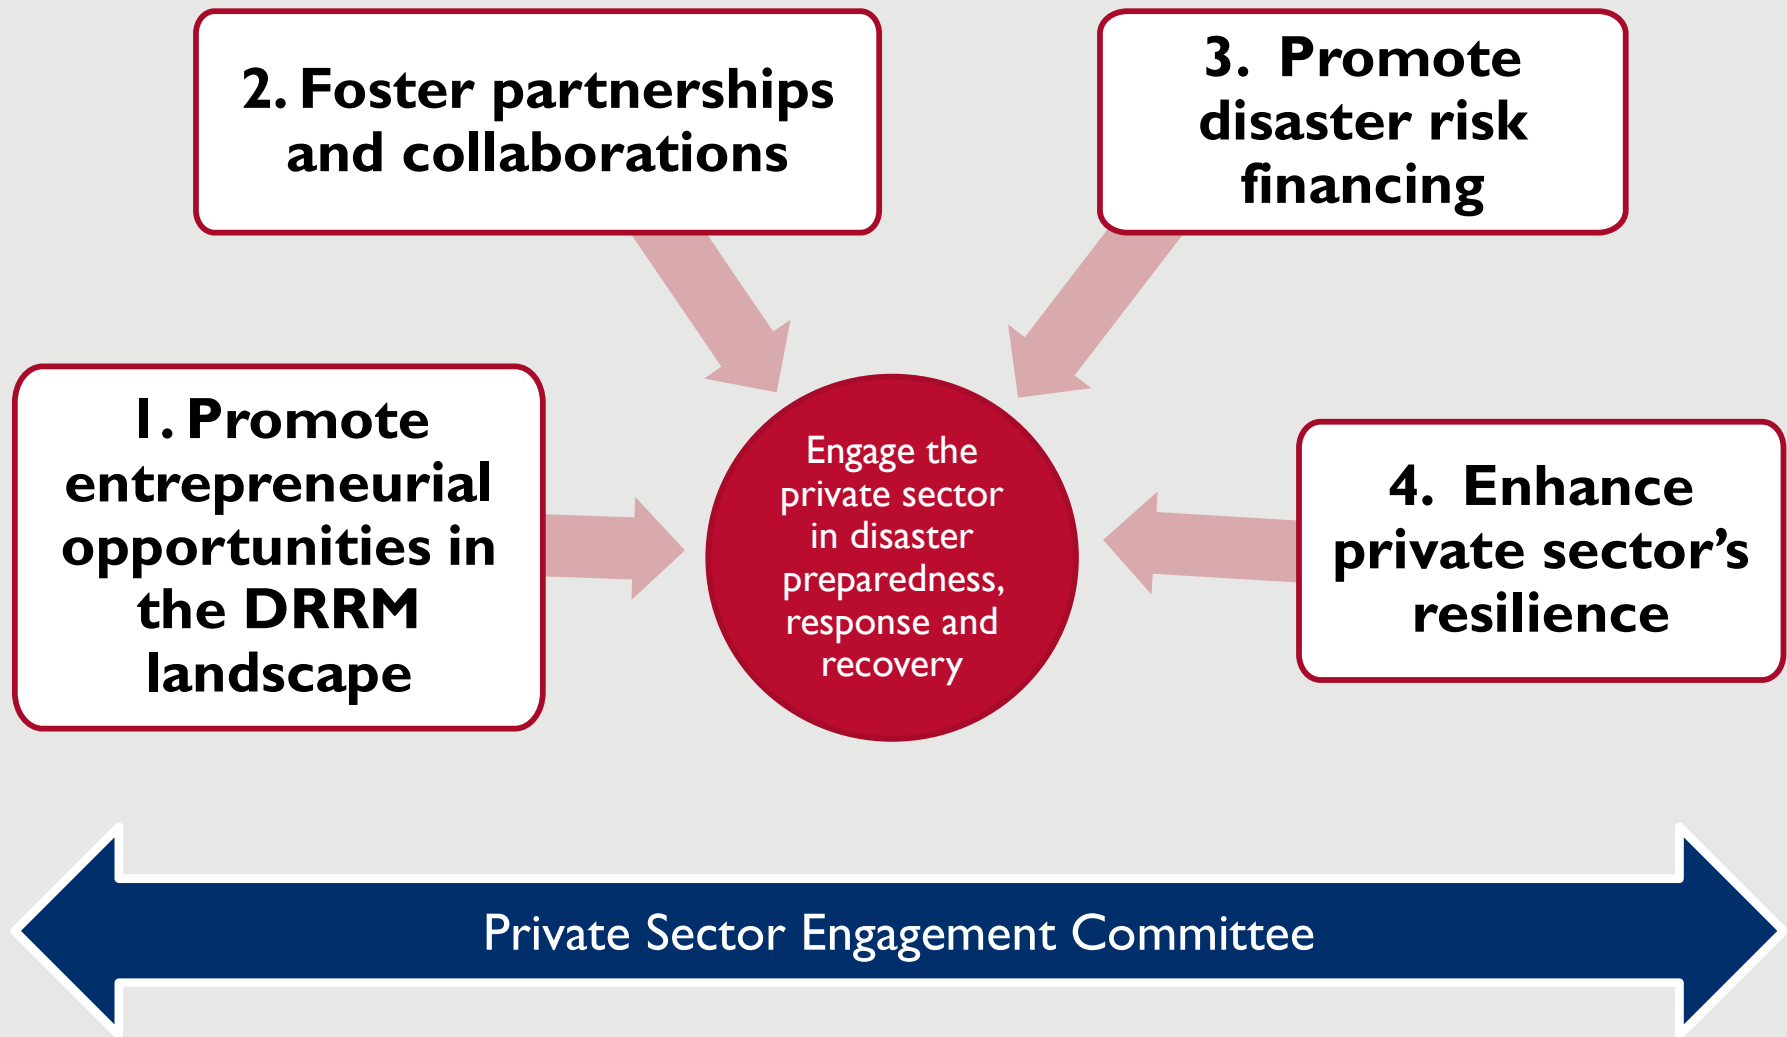 1. Promote
entrepreneurial
opportunities in
the DRRM
landscape
2. Foster partnerships
and collaborations
3. Promote
disaster risk
financing
4. Enhance
private sector’s
resilience
Engage the
private sector
in disaster
preparedness,
response and
recovery
Private Sector Engagement Committee